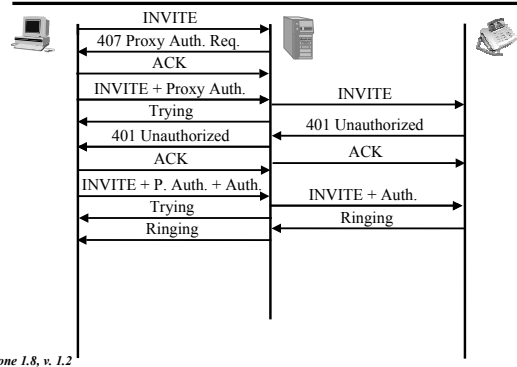 INVITE
407 Proxy Auth. Req.
ACK
INVITE + Proxy Auth.
INVITE
Trying
401 Unauthorized
401 Unauthorized
ACK
ACK
INVITE + P. Auth. + Auth.
INVITE + Auth.
Trying
Ringing
Ringing
one 1.8, v. 1.2